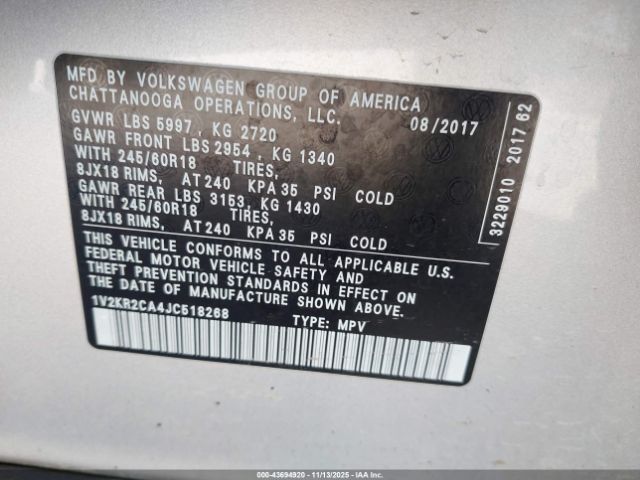 MFD BY VOLKSWAGEN GROUP OF AMERICA
CHATTANOOGA OPERATIONS, LLC. 08/2017
GVWR LBS 5997, KG 2720
GAWR FRONT LBS 2954, KG 1340
WITH 245/60R18 TIRES,
8JX18 RIMS, AT 240 KPA 35 PSI COLD
GAWR REAR LBS 3153, KG 1430
WITH 245/60R18 TIRES,
8JX18 RIMS, AT 240 KPA 35 PSI COLD
THIS VEHICLE CONFORMS TO ALL APPLICABLE U.S.
FEDERAL MOTOR VEHICLE SAFETY AND
THEFT PREVENTION STANDARDS IN EFFECT ON
THE DATE OF MANUFACTURE SHOWN ABOVE.
1V2KR2CA4JC518268 TYPE: MPV
3229010 2017 62
000-43694920 - 11/13/2025 - IAA Inc.